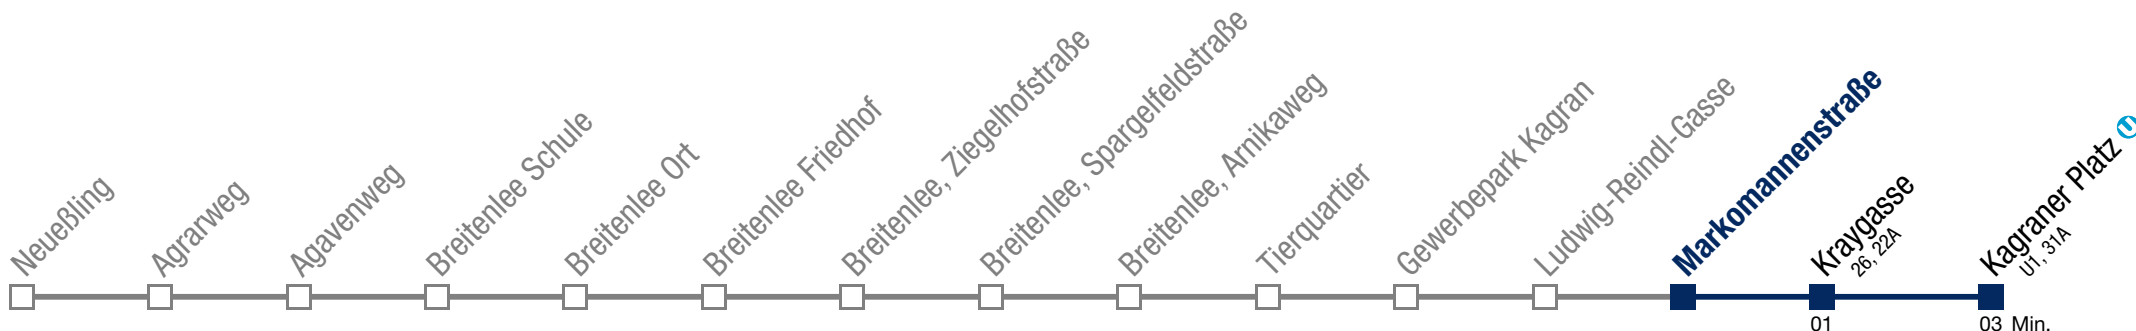 Neueßling
Agrarweg
Agavenweg
Breitenlee Schule
Breitenlee Ort
Breitenlee Friedhof
Breitenlee, Ziegelhofstraße
Breitenlee, Spargelfeldstraße
Breitenlee, Arnikaweg
Tierquartier
Gewerbepark Kagran
Ludwig-Reindl-Gasse
Markomannenstraße
Kraygasse
26, 22A
Kagraner Platz U
U1, 31A
01
03 Min.